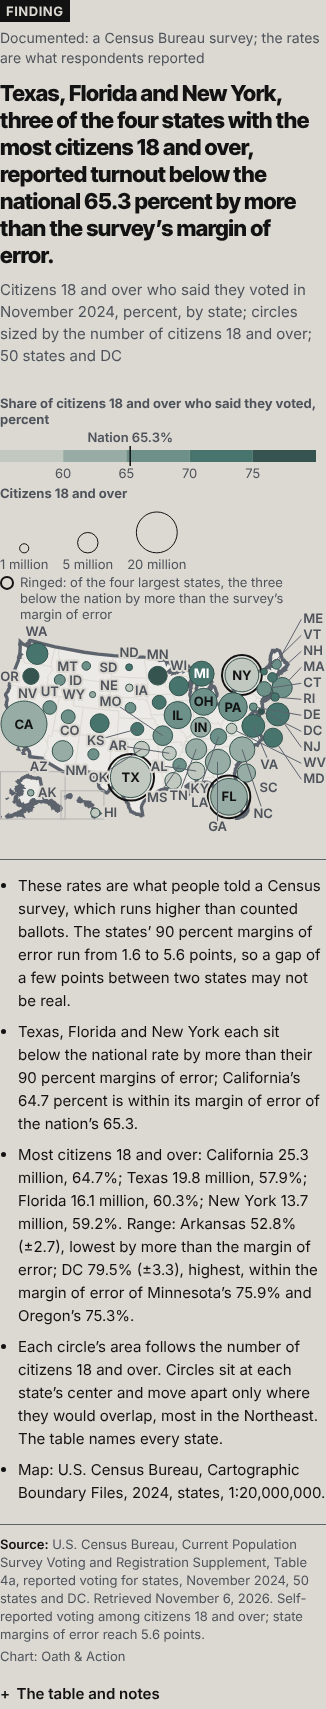 FINDING
Documented: a Census Bureau survey; the rates
are what respondents reported
Texas, Florida and New York,
three of the four states with the
most citizens 18 and over,
reported turnout below the
national 65.3 percent by more
than the survey’s margin of
error.
Citizens 18 and over who said they voted in
November 2024, percent, by state; circles
sized by the number of citizens 18 and over;
50 states and DC
Share of citizens 18 and over who said they voted,
percent
Nation 65.3%
60 65 70 75
Citizens 18 and over
1 million 5 million 20 million
Ringed: of the four largest states, the three
below the nation by more than the survey’s
margin of error
ME
VT
WA
NH
ND MN
MT SD WI MA
OR ID MI NY CT
NE
NV UT WY IA RI
MO OH PA
IL DE
CA
CO IN DC
KS AR NJ
AZ NM AL VA WV
OK TX KY MD
AK MS TN LA FL SC
HI NC
GA
• These rates are what people told a Census
survey, which runs higher than counted
ballots. The states’ 90 percent margins of
error run from 1.6 to 5.6 points, so a gap of
a few points between two states may not
be real.
• Texas, Florida and New York each sit
below the national rate by more than their
90 percent margins of error; California’s
64.7 percent is within its margin of error of
the nation’s 65.3.
• Most citizens 18 and over: California 25.3
million, 64.7%; Texas 19.8 million, 57.9%;
Florida 16.1 million, 60.3%; New York 13.7
million, 59.2%. Range: Arkansas 52.8%
(±2.7), lowest by more than the margin of
error; DC 79.5% (±3.3), highest, within the
margin of error of Minnesota’s 75.9% and
Oregon’s 75.3%.
• Each circle’s area follows the number of
citizens 18 and over. Circles sit at each
state’s center and move apart only where
they would overlap, most in the Northeast.
The table names every state.
• Map: U.S. Census Bureau, Cartographic
Boundary Files, 2024, states, 1:20,000,000.
Source: U.S. Census Bureau, Current Population
Survey Voting and Registration Supplement, Table
4a, reported voting for states, November 2024, 50
states and DC. Retrieved November 6, 2026. Self-
reported voting among citizens 18 and over; state
margins of error reach 5.6 points.
Chart: Oath & Action
+ The table and notes